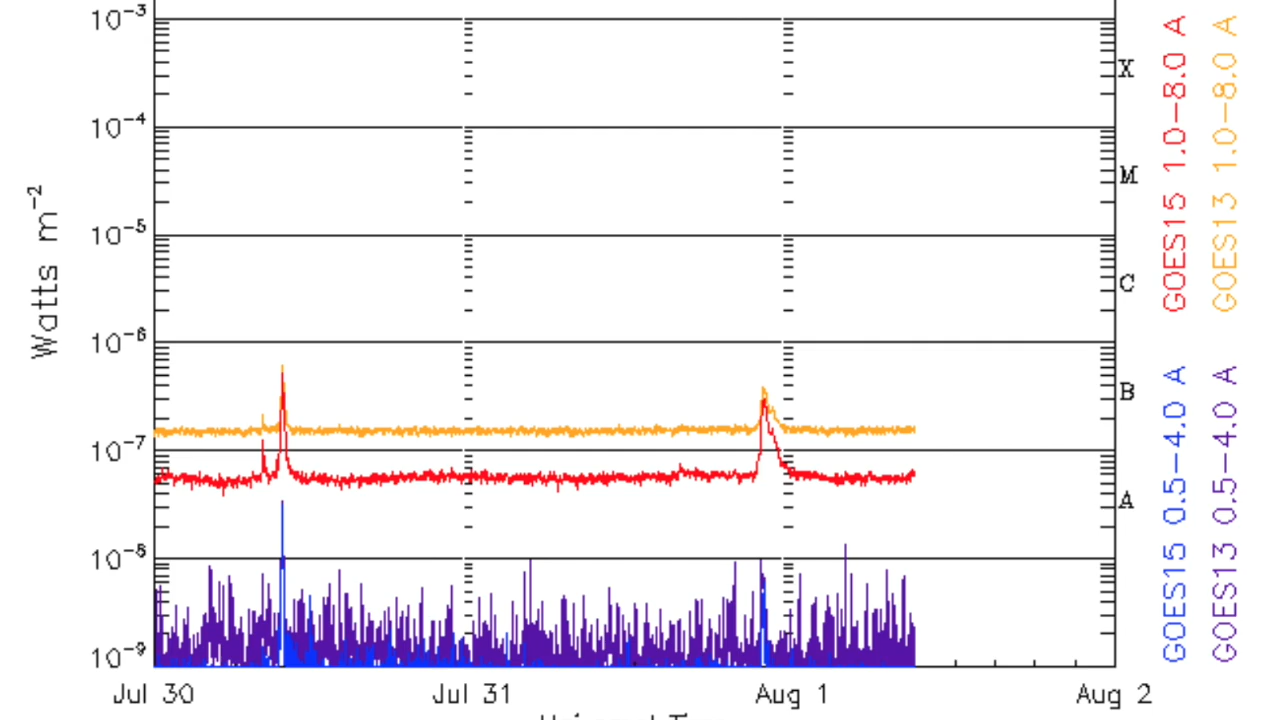 10⁻³
10⁻⁴
10⁻⁵
10⁻⁶
10⁻⁷
10⁻⁸
10⁻⁹
Watts m⁻²
X
M
C
B
A
Jul 30
Jul 31
Aug 1
Aug 2
GOES15 1.0-8.0 A
GOES13 1.0-8.0 A
GOES15 0.5-4.0 A
GOES13 0.5-4.0 A